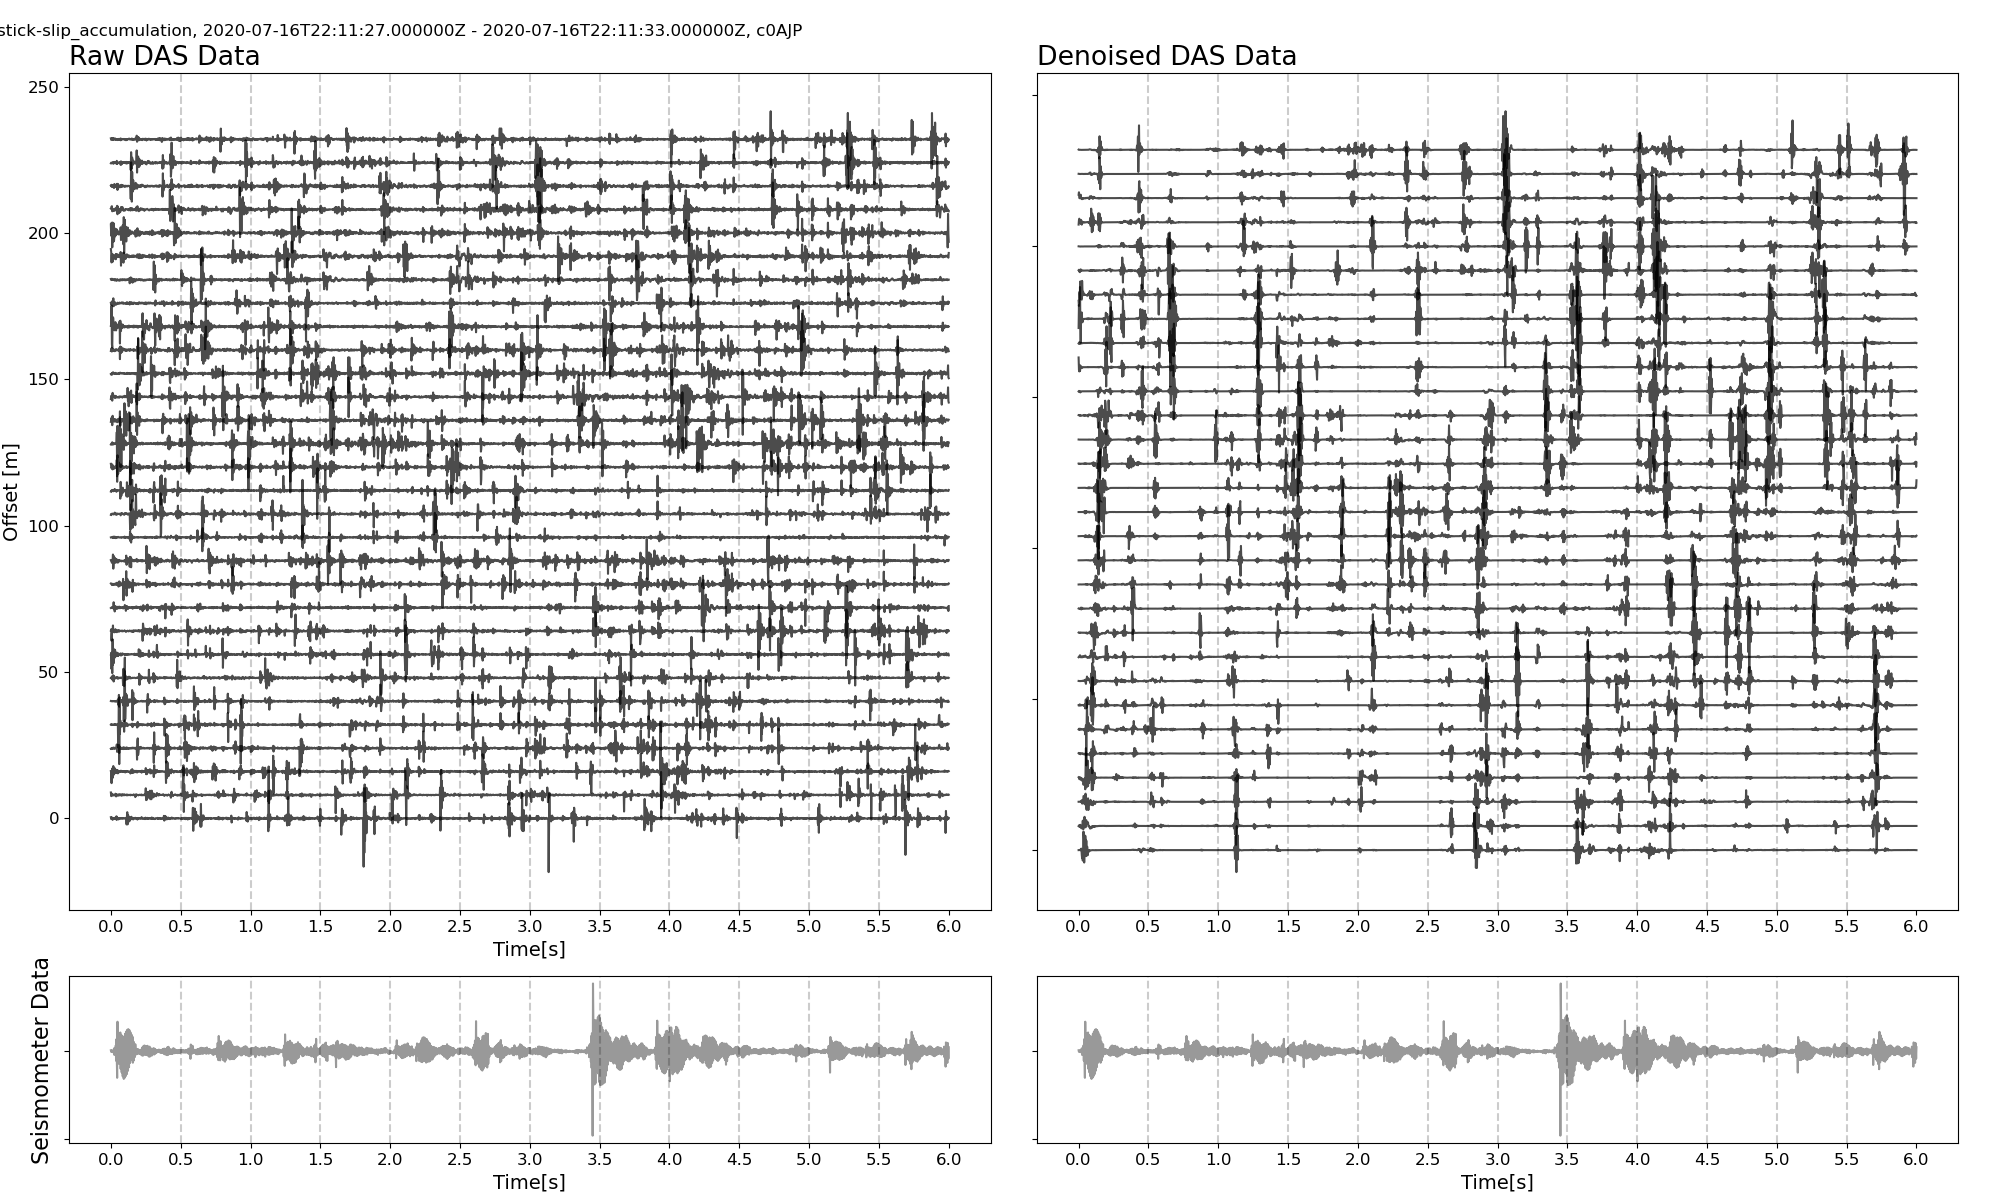 stick-slip_accumulation, 2020-07-16T22:11:27.000000Z - 2020-07-16T22:11:33.000000Z, c0AJP
Raw DAS Data
Denoised DAS Data
250
200
150
100
50
0
Offset [m]
0.0 0.5 1.0 1.5 2.0 2.5 3.0 3.5 4.0 4.5 5.0 5.5 6.0
Time[s]
0.0 0.5 1.0 1.5 2.0 2.5 3.0 3.5 4.0 4.5 5.0 5.5 6.0
Seismometer Data
0.0 0.5 1.0 1.5 2.0 2.5 3.0 3.5 4.0 4.5 5.0 5.5 6.0
Time[s]
0.0 0.5 1.0 1.5 2.0 2.5 3.0 3.5 4.0 4.5 5.0 5.5 6.0
Time[s]